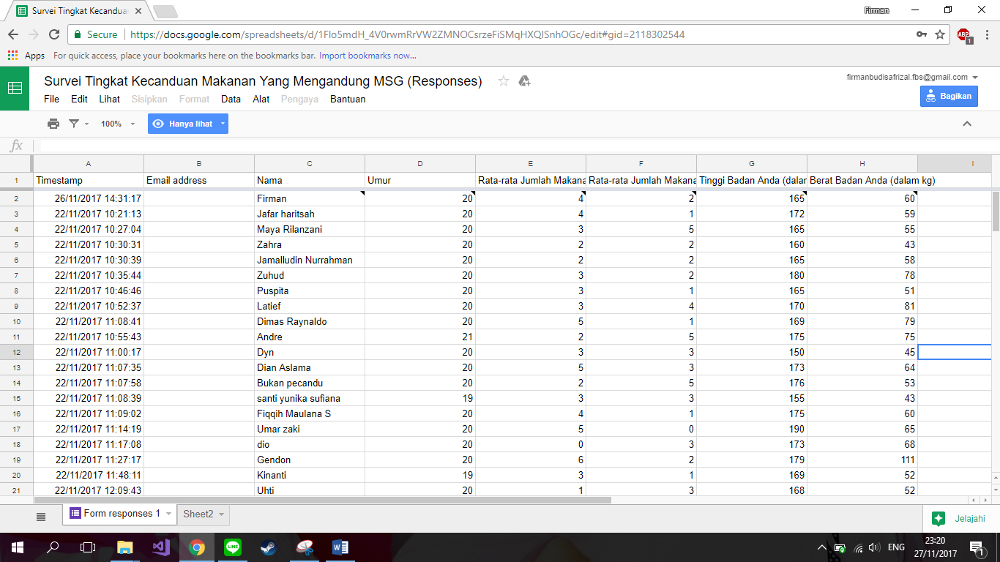 Survei Tingkat Kecandua
Firman
Secure
https://docs.google.com/spreadsheets/d/1FIo5mdH_4V0rwmRrVW2ZMNOCsrzeFiSMqHXQlSnhOGc/edit#gid=2118302544
ABP
1
Apps For quick access, place your bookmarks here on the bookmarks bar. Import bookmarks now...
Survei Tingkat Kecanduan Makanan Yang Mengandung MSG (Responses)
firmanbudisafrizal.fbs@gmail.com
File Edit Lihat Sisipkan Format Data Alat Pengaya Bantuan
Bagikan
100% Hanya lihat
fx
A B C D E F G H I
1 Timestamp Email address Nama Umur Rata-rata Jumlah Makana Rata-rata Jumlah Makana Tinggi Badan Anda (dalan Berat Badan Anda (dalam kg)
2 26/11/2017 14:31:17 Firman 20 4 2 165 60
3 22/11/2017 10:21:13 Jafar haritsah 20 4 1 172 59
4 22/11/2017 10:27:04 Maya Rilanzani 20 3 5 165 55
5 22/11/2017 10:30:31 Zahra 20 2 2 160 43
6 22/11/2017 10:30:39 Jamalludin Nurrahman 20 2 2 165 58
7 22/11/2017 10:35:44 Zuhud 20 3 2 180 78
8 22/11/2017 10:46:46 Puspita 20 3 1 165 51
9 22/11/2017 10:52:37 Latief 20 3 4 170 81
10 22/11/2017 11:08:41 Dimas Raynaldo 20 5 1 169 79
11 22/11/2017 10:55:43 Andre 21 2 5 175 75
12 22/11/2017 11:00:17 Dyn 20 3 3 150 45
13 22/11/2017 11:07:35 Dian Aslama 20 5 3 173 64
14 22/11/2017 11:07:58 Bukan pecandu 20 2 5 176 53
15 22/11/2017 11:08:39 santi yunika sufiana 19 3 3 155 43
16 22/11/2017 11:09:02 Fiqqih Maulana S 20 4 1 175 60
17 22/11/2017 11:14:19 Umar zaki 20 5 0 190 65
18 22/11/2017 11:17:08 dio 20 0 3 173 68
19 22/11/2017 11:27:17 Gendon 20 6 2 179 111
20 22/11/2017 11:48:11 Kinanti 19 3 1 169 52
21 22/11/2017 12:09:43 Uhti 20 1 3 168 52
Form responses 1 Sheet2
Jelajahi
LINE
ENG
23:20
27/11/2017
1